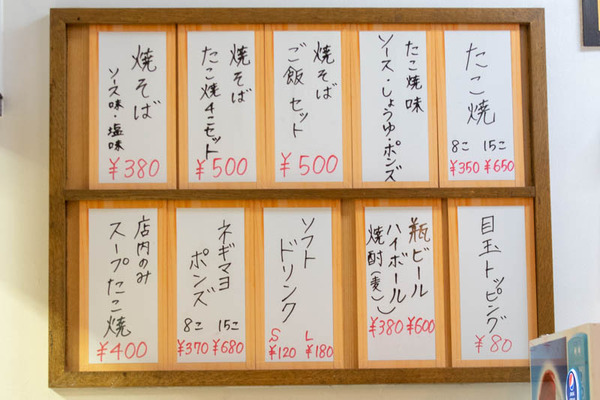 たこ焼
8こ 15こ
¥350 ¥650
たこ焼味
ソース・しょうゆ・ポンズ
焼そば
ご飯セット
¥500
焼そば
たこ焼4こセット
¥500
焼そば
ソース味・塩味
¥380
目玉トッピング
¥80
瓶ビール
ハイボール
焼酎(麦)
¥380 ¥600
ソフト
ドリンク
S L
¥120 ¥180
ネギマヨ
ポンズ
8こ 15こ
¥370 ¥680
店内のみ
スープたこ焼
¥400